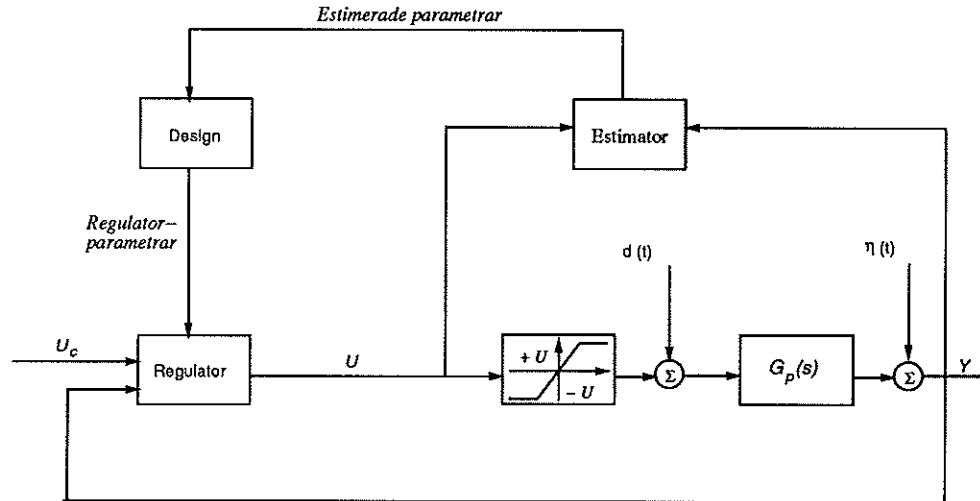 Estimerade parametrar
Design
Estimator
Regulator–
parametrar
d (t)
η (t)
U_c
Regulator
U
+ U
– U
Σ
G_p(s)
Σ
Y